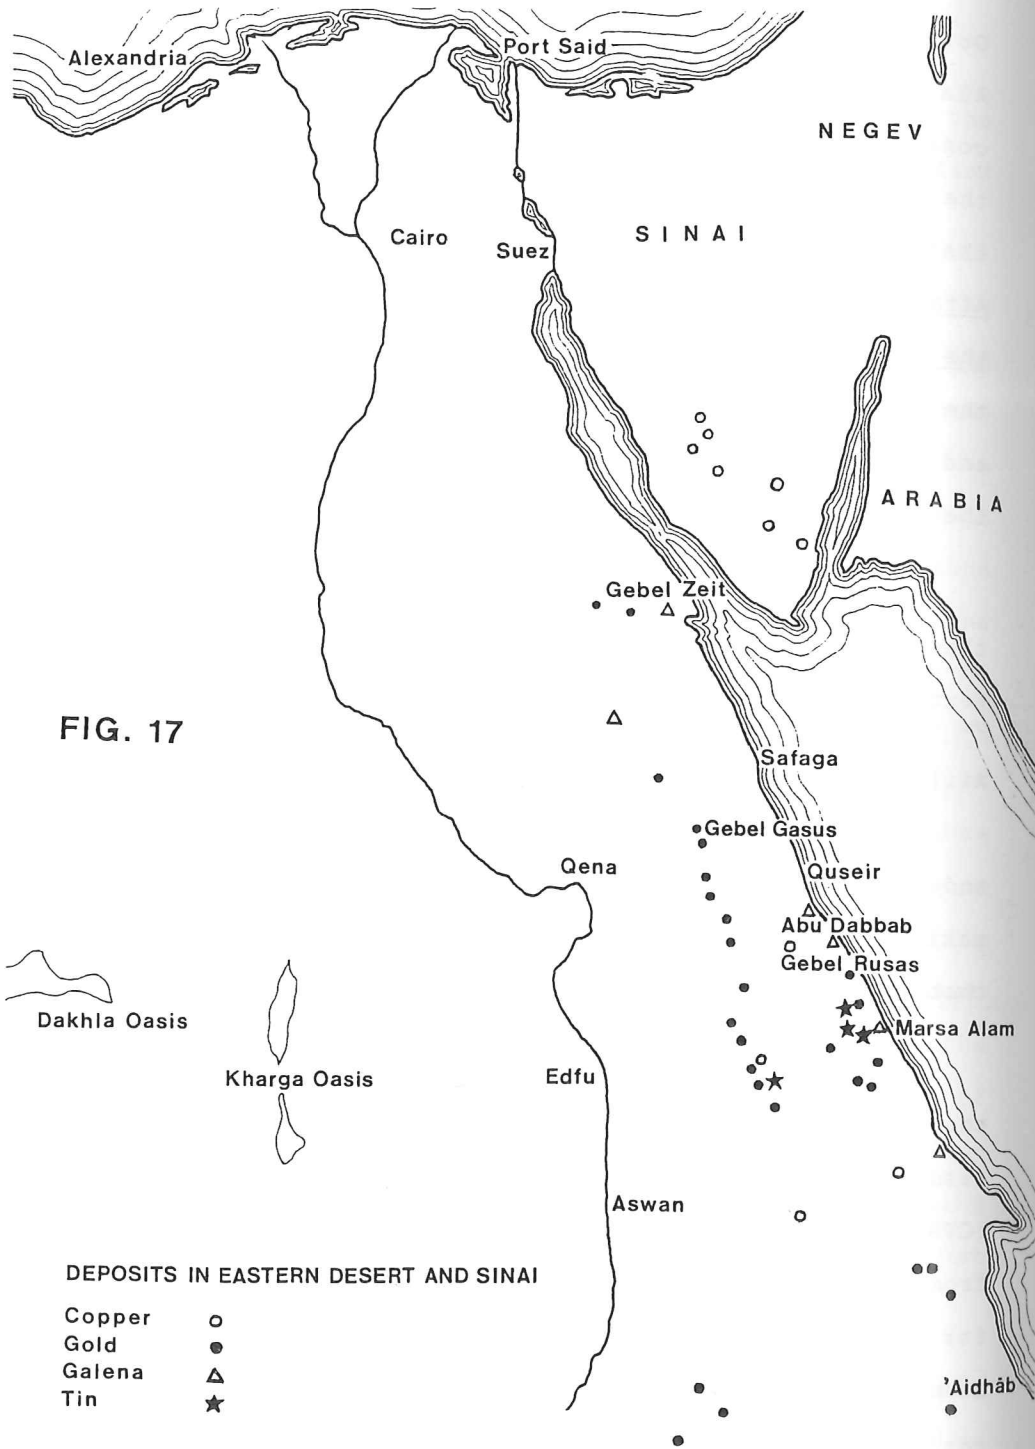 Alexandria
Port Said
NEGEV
SINAI
Cairo
Suez
ARABIA
Gebel Zeit
FIG. 17
Safaga
Gebel Gasus
Qena
Quseir
Abu Dabbab
Gebel Rusas
Dakhla Oasis
Marsa Alam
Kharga Oasis
Edfu
Aswan
DEPOSITS IN EASTERN DESERT AND SINAI
Copper
Gold
Galena
Tin
'Aidhâb